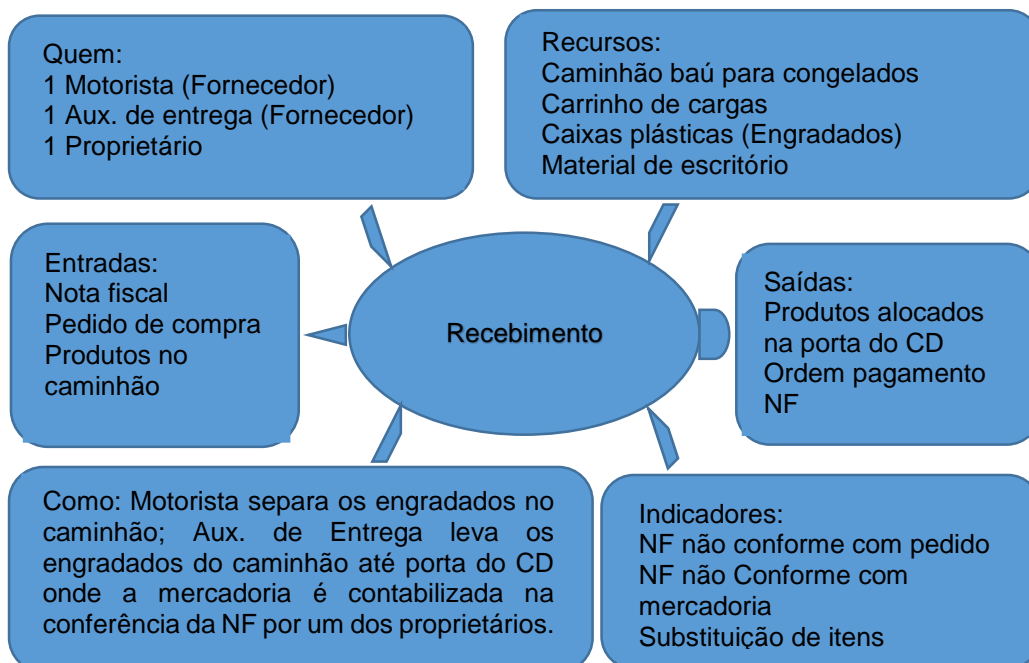 Quem:
1 Motorista (Fornecedor)
1 Aux. de entrega (Fornecedor)
1 Proprietário
Recursos:
Caminhão baú para congelados
Carrinho de cargas
Caixas plásticas (Engradados)
Material de escritório
Entradas:
Nota fiscal
Pedido de compra
Produtos no
caminhão
Recebimento
Saídas:
Produtos alocados
na porta do CD
Ordem pagamento
NF
Como: Motorista separa os engradados no
caminhão; Aux. de Entrega leva os
engradados do caminhão até porta do CD
onde a mercadoria é contabilizada na
conferência da NF por um dos proprietários.
Indicadores:
NF não conforme com pedido
NF não Conforme com
mercadoria
Substituição de itens